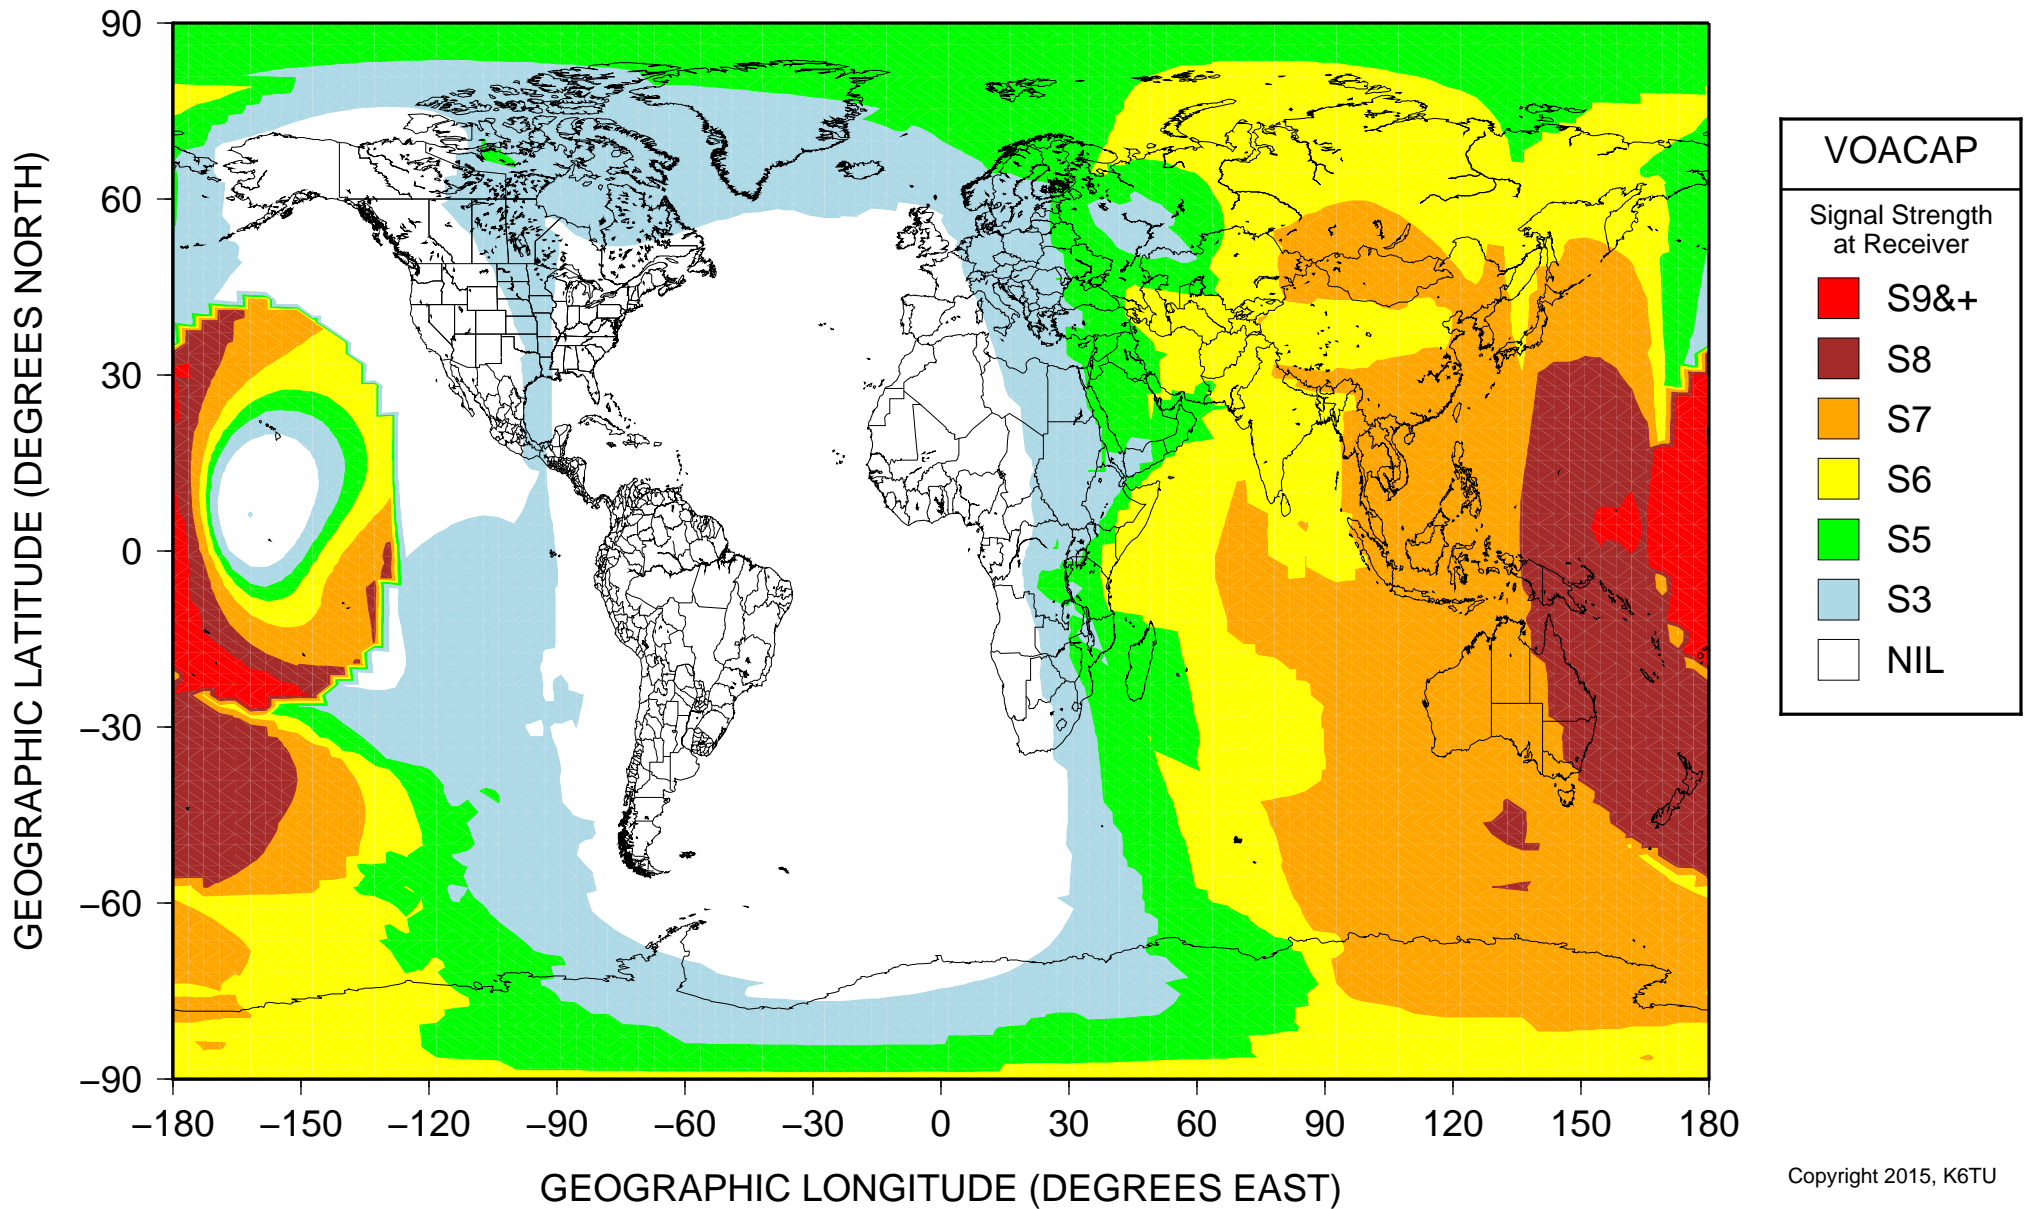 90
60
30
0
−30
−60
−90
GEOGRAPHIC LATITUDE (DEGREES NORTH)
−180 −150 −120 −90 −60 −30 0 30 60 90 120 150 180
GEOGRAPHIC LONGITUDE (DEGREES EAST)
VOACAP
Signal Strength
at Receiver
S9&+
S8
S7
S6
S5
S3
NIL
Copyright 2015, K6TU